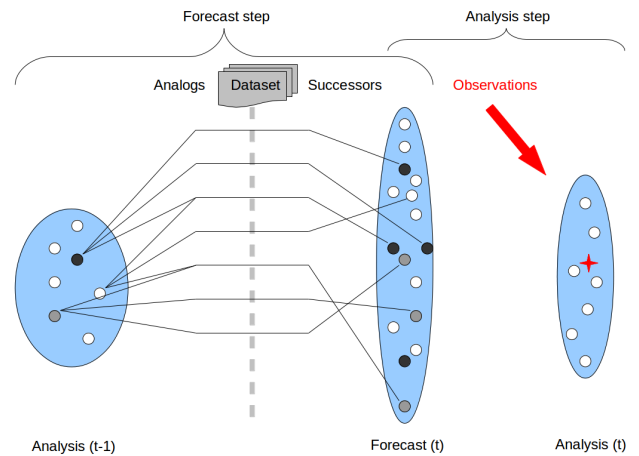 Forecast step
Analysis step
Analogs
Dataset
Successors
Observations
Analysis (t-1)
Forecast (t)
Analysis (t)